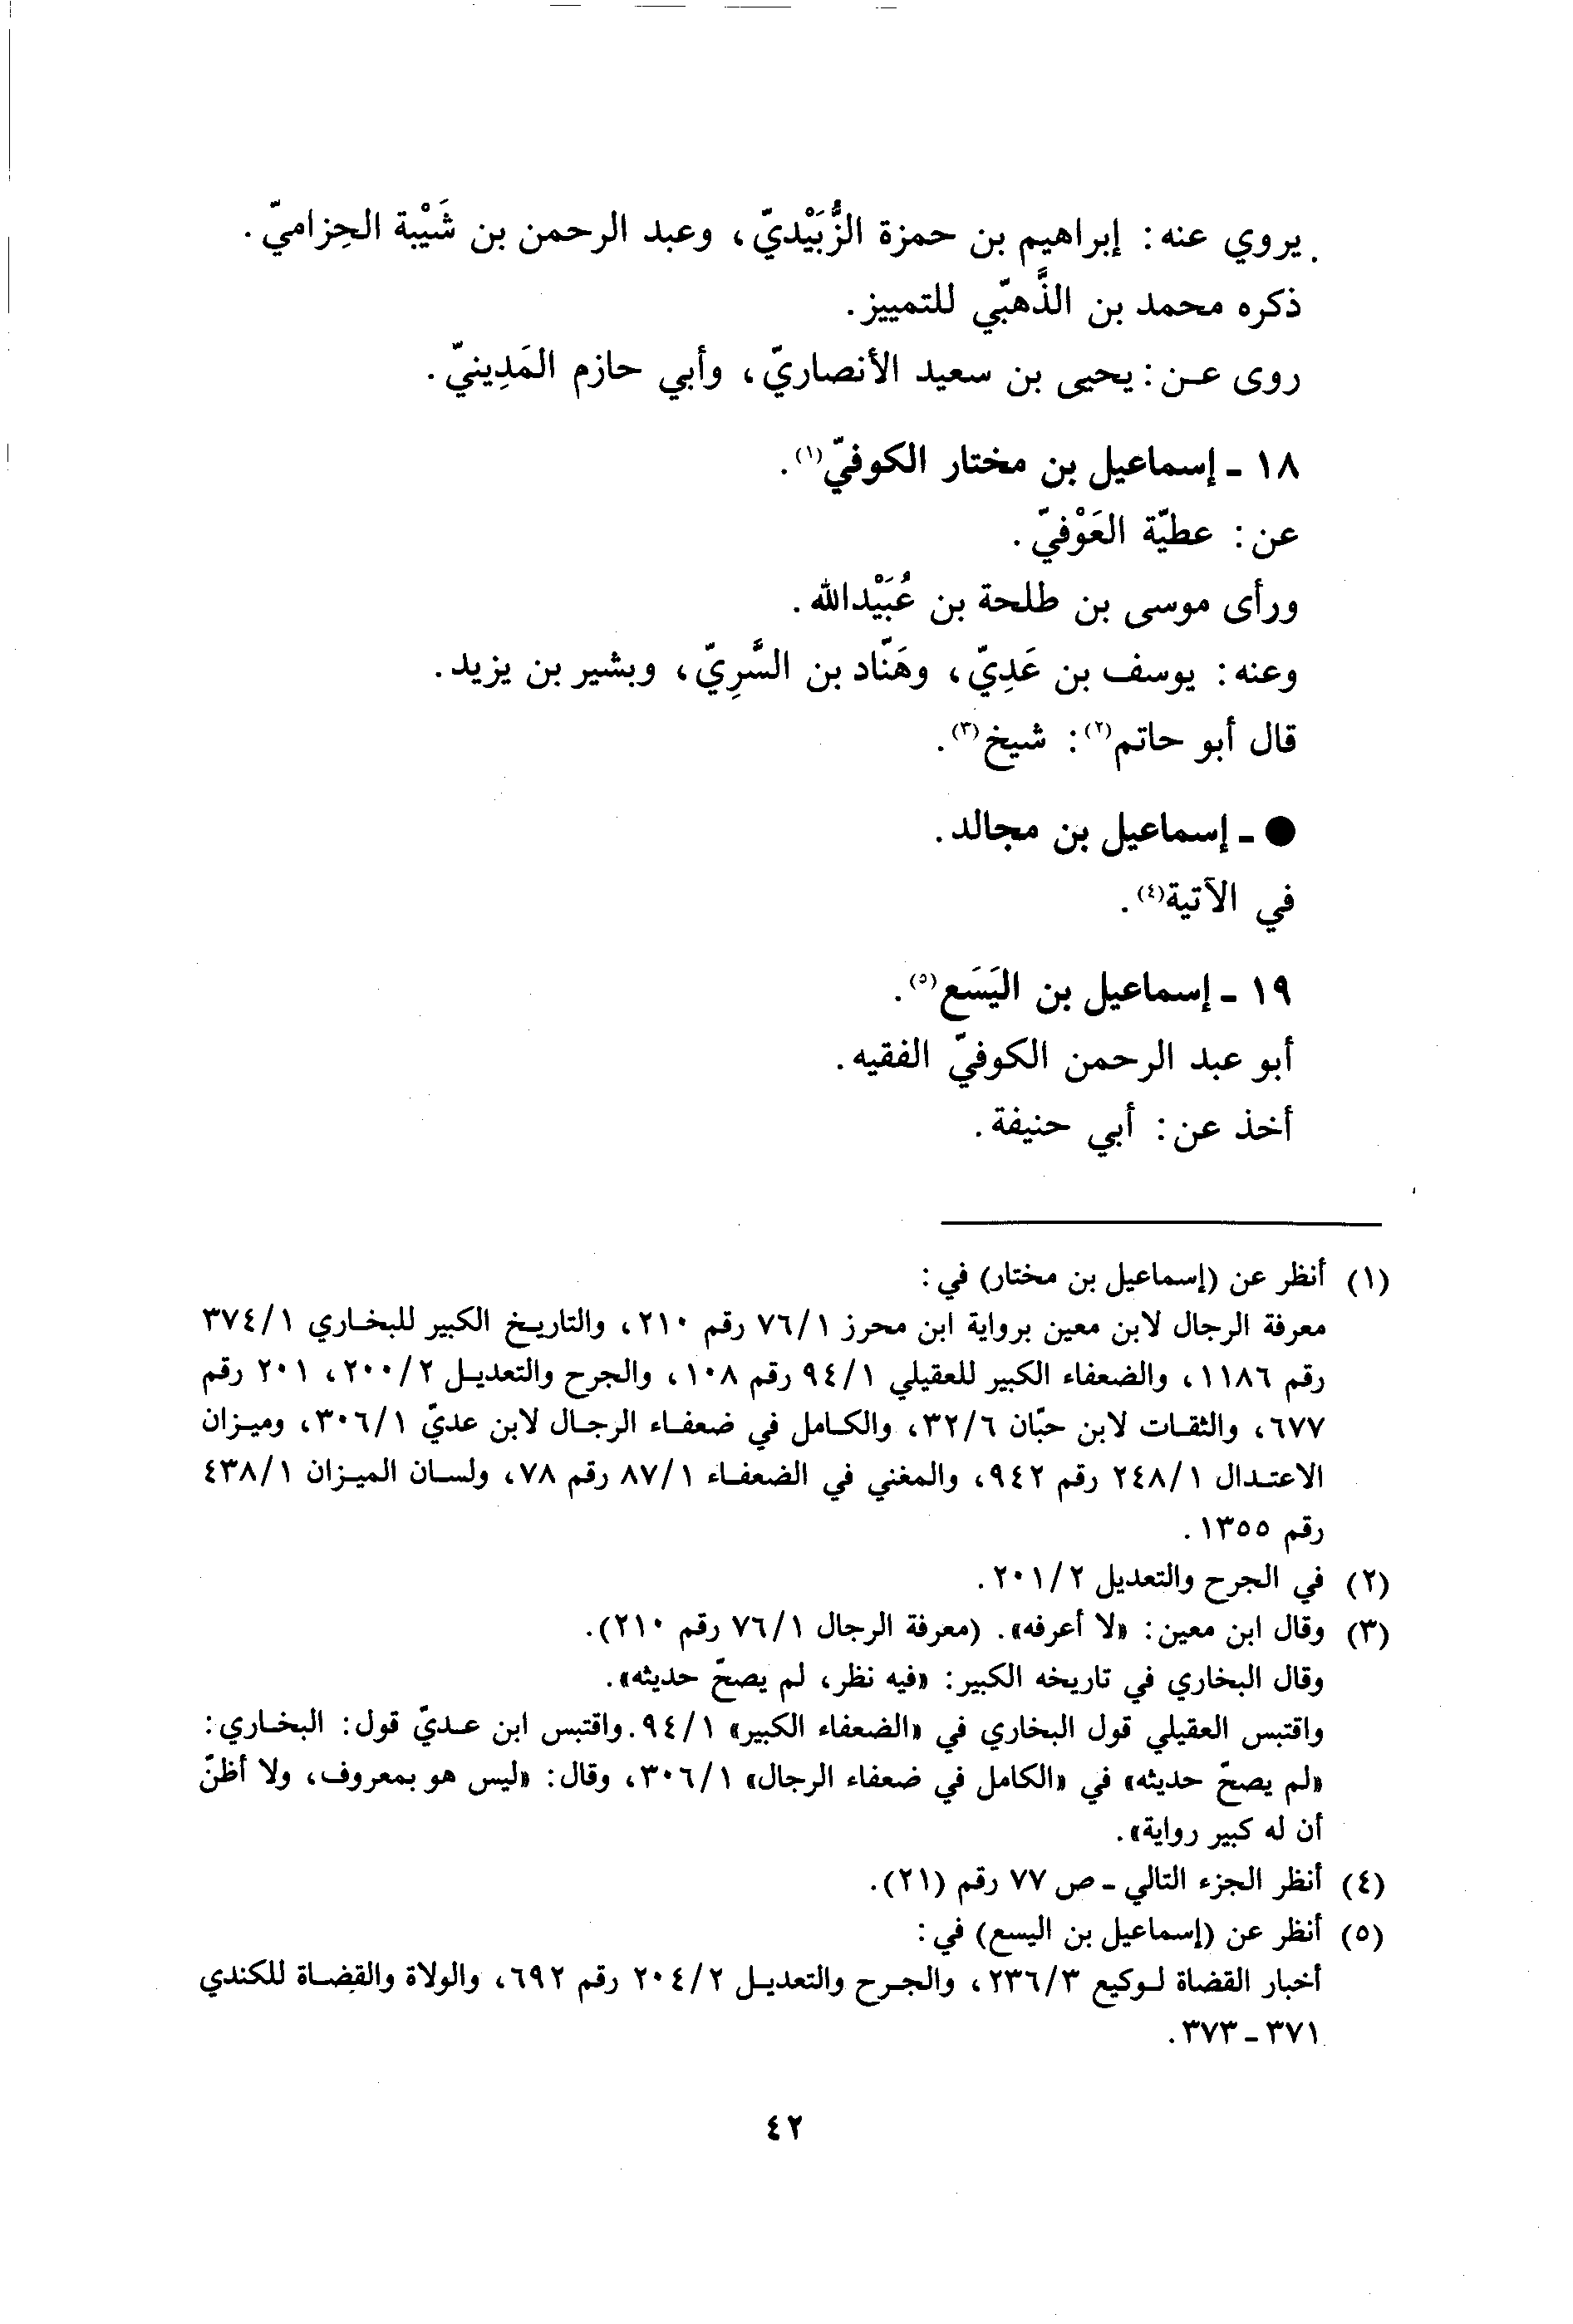 يروي عنه: إبراهيم بن حمزة الزُّبَيْديّ، وعبد الرحمن بن شَيْبة الحِزاميّ.
ذكره محمد بن الذَّهبّي للتمييز.
روى عن: يحيى بن سعيد الأنصاريّ، وأبي حازم المَدِينيّ.
١٨ - إسماعيل بن مختار الكوفيّ(١).
عن: عطيّة العَوْفيّ.
ورأى موسى بن طلحة بن عُبَيْدالله.
وعنه: يوسف بن عَدِيّ، وهَنّاد بن السَّرِيّ، وبشير بن يزيد.
قال أبو حاتم(٢): شيخ(٣).
● - إسماعيل بن مجالد.
في الآتية(٤).
١٩ - إسماعيل بن اليَسَع(٥).
أبو عبد الرحمن الكوفيّ الفقيه.
أخذ عن: أبي حنيفة.
(١) أنظر عن (إسماعيل بن مختار) في:
معرفة الرجال لابن معين برواية ابن محرز ٧٦/١ رقم ٢١٠، والتاريخ الكبير للبخاري ٣٧٤/١
رقم ١١٨٦، والضعفاء الكبير للعقيلي ٩٤/١ رقم ١٠٨، والجرح والتعديل ٢٠٠/٢، ٢٠١ رقم
٦٧٧، والثقات لابن حبّان ٣٢/٦، والكامل في ضعفاء الرجال لابن عديّ ٣٠٦/١، وميزان
الاعتدال ٢٤٨/١ رقم ٩٤٢، والمغني في الضعفاء ٨٧/١ رقم ٧٨، ولسان الميزان ٤٣٨/١
رقم ١٣٥٥.
(٢) في الجرح والتعديل ٢٠١/٢.
(٣) وقال ابن معين: «لا أعرفه». (معرفة الرجال ٧٦/١ رقم ٢١٠).
وقال البخاري في تاريخه الكبير: «فيه نظر، لم يصحّ حديثه».
واقتبس العقيلي قول البخاري في «الضعفاء الكبير» ٩٤/١. واقتبس ابن عديّ قول: البخاري:
«لم يصحّ حديثه» في «الكامل في ضعفاء الرجال» ٣٠٦/١، وقال: «ليس هو بمعروف، ولا أظنّ
أن له كبير رواية».
(٤) أنظر الجزء التالي - ص ٧٧ رقم (٢١).
(٥) أنظر عن (إسماعيل بن اليسع) في:
أخبار القضاة لوكيع ٢٣٦/٣، والجرح والتعديل ٢٠٤/٢ رقم ٦٩٢، والولاة والقضاة للكندي
٣٧١ - ٣٧٣.
٤٢